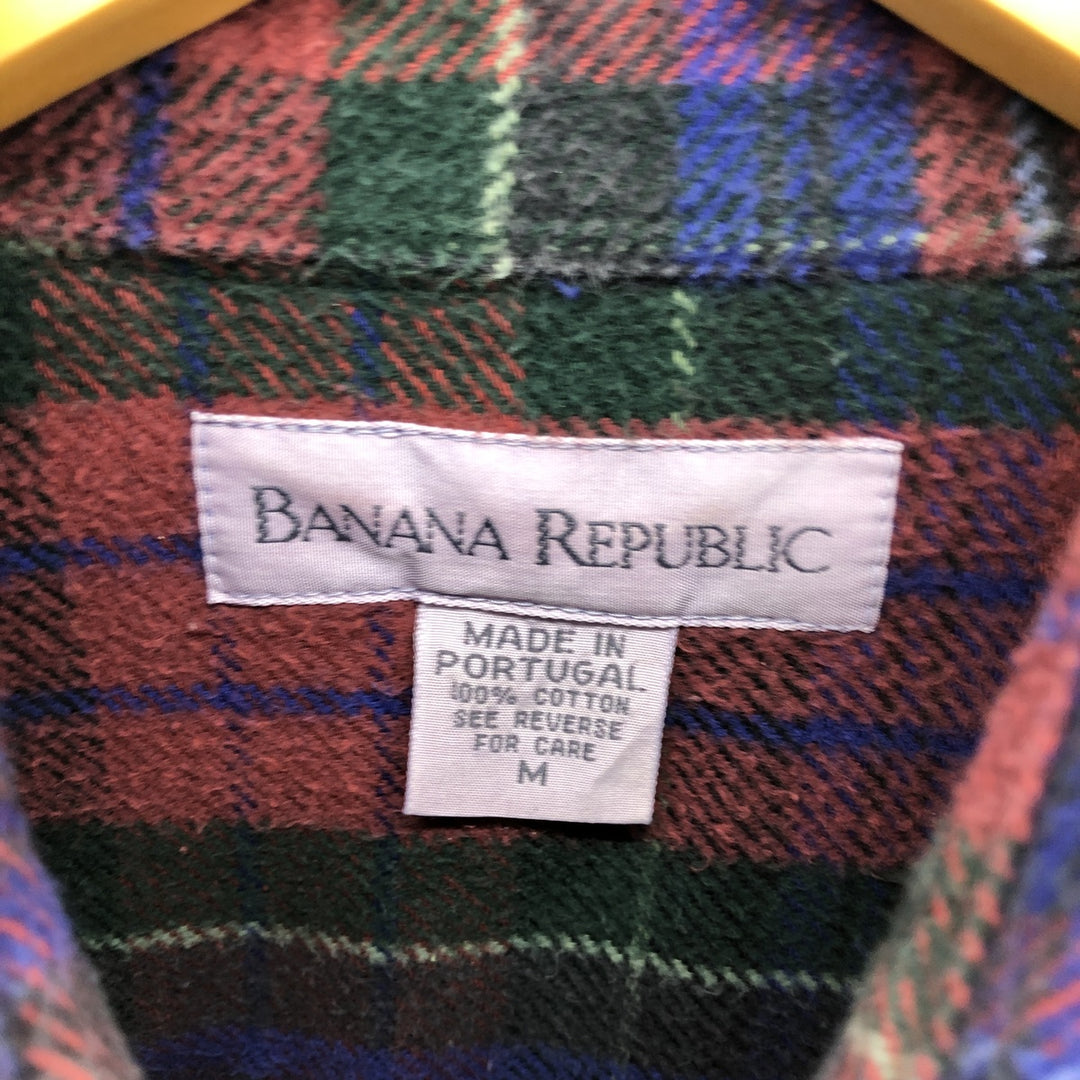 BANANA REPUBLIC
MADE IN
PORTUGAL
100% COTTON
SEE REVERSE
FOR CARE
M